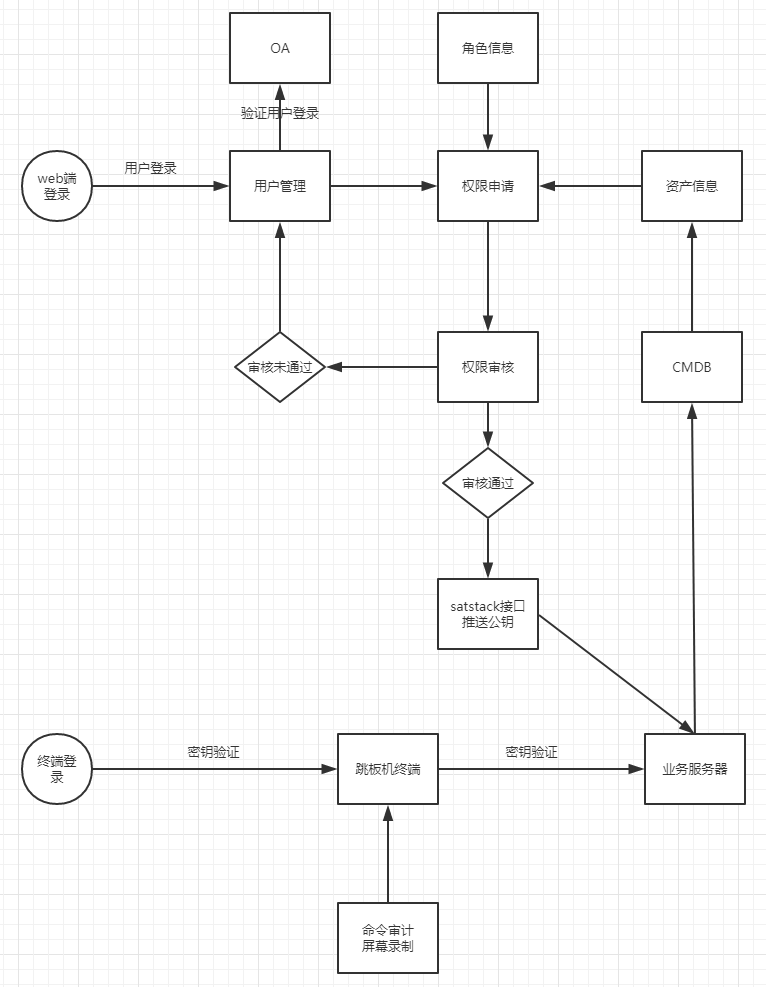 OA
角色信息
验证用户登录
用户登录
web端
登录
用户管理
权限申请
资产信息
审核未通过
权限审核
CMDB
审核通过
satstack接口
推送公钥
终端登
录
密钥验证
跳板机终端
密钥验证
业务服务器
命令审计
屏幕录制